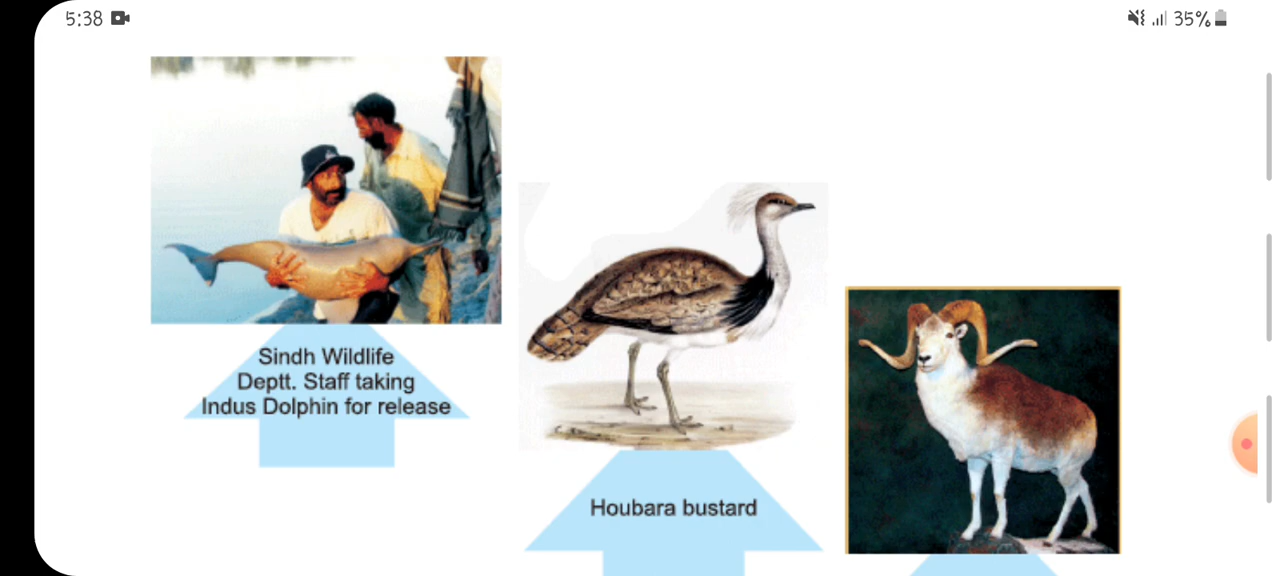 5:38
35%
Sindh Wildlife
Deptt. Staff taking
Indus Dolphin for release
Houbara bustard